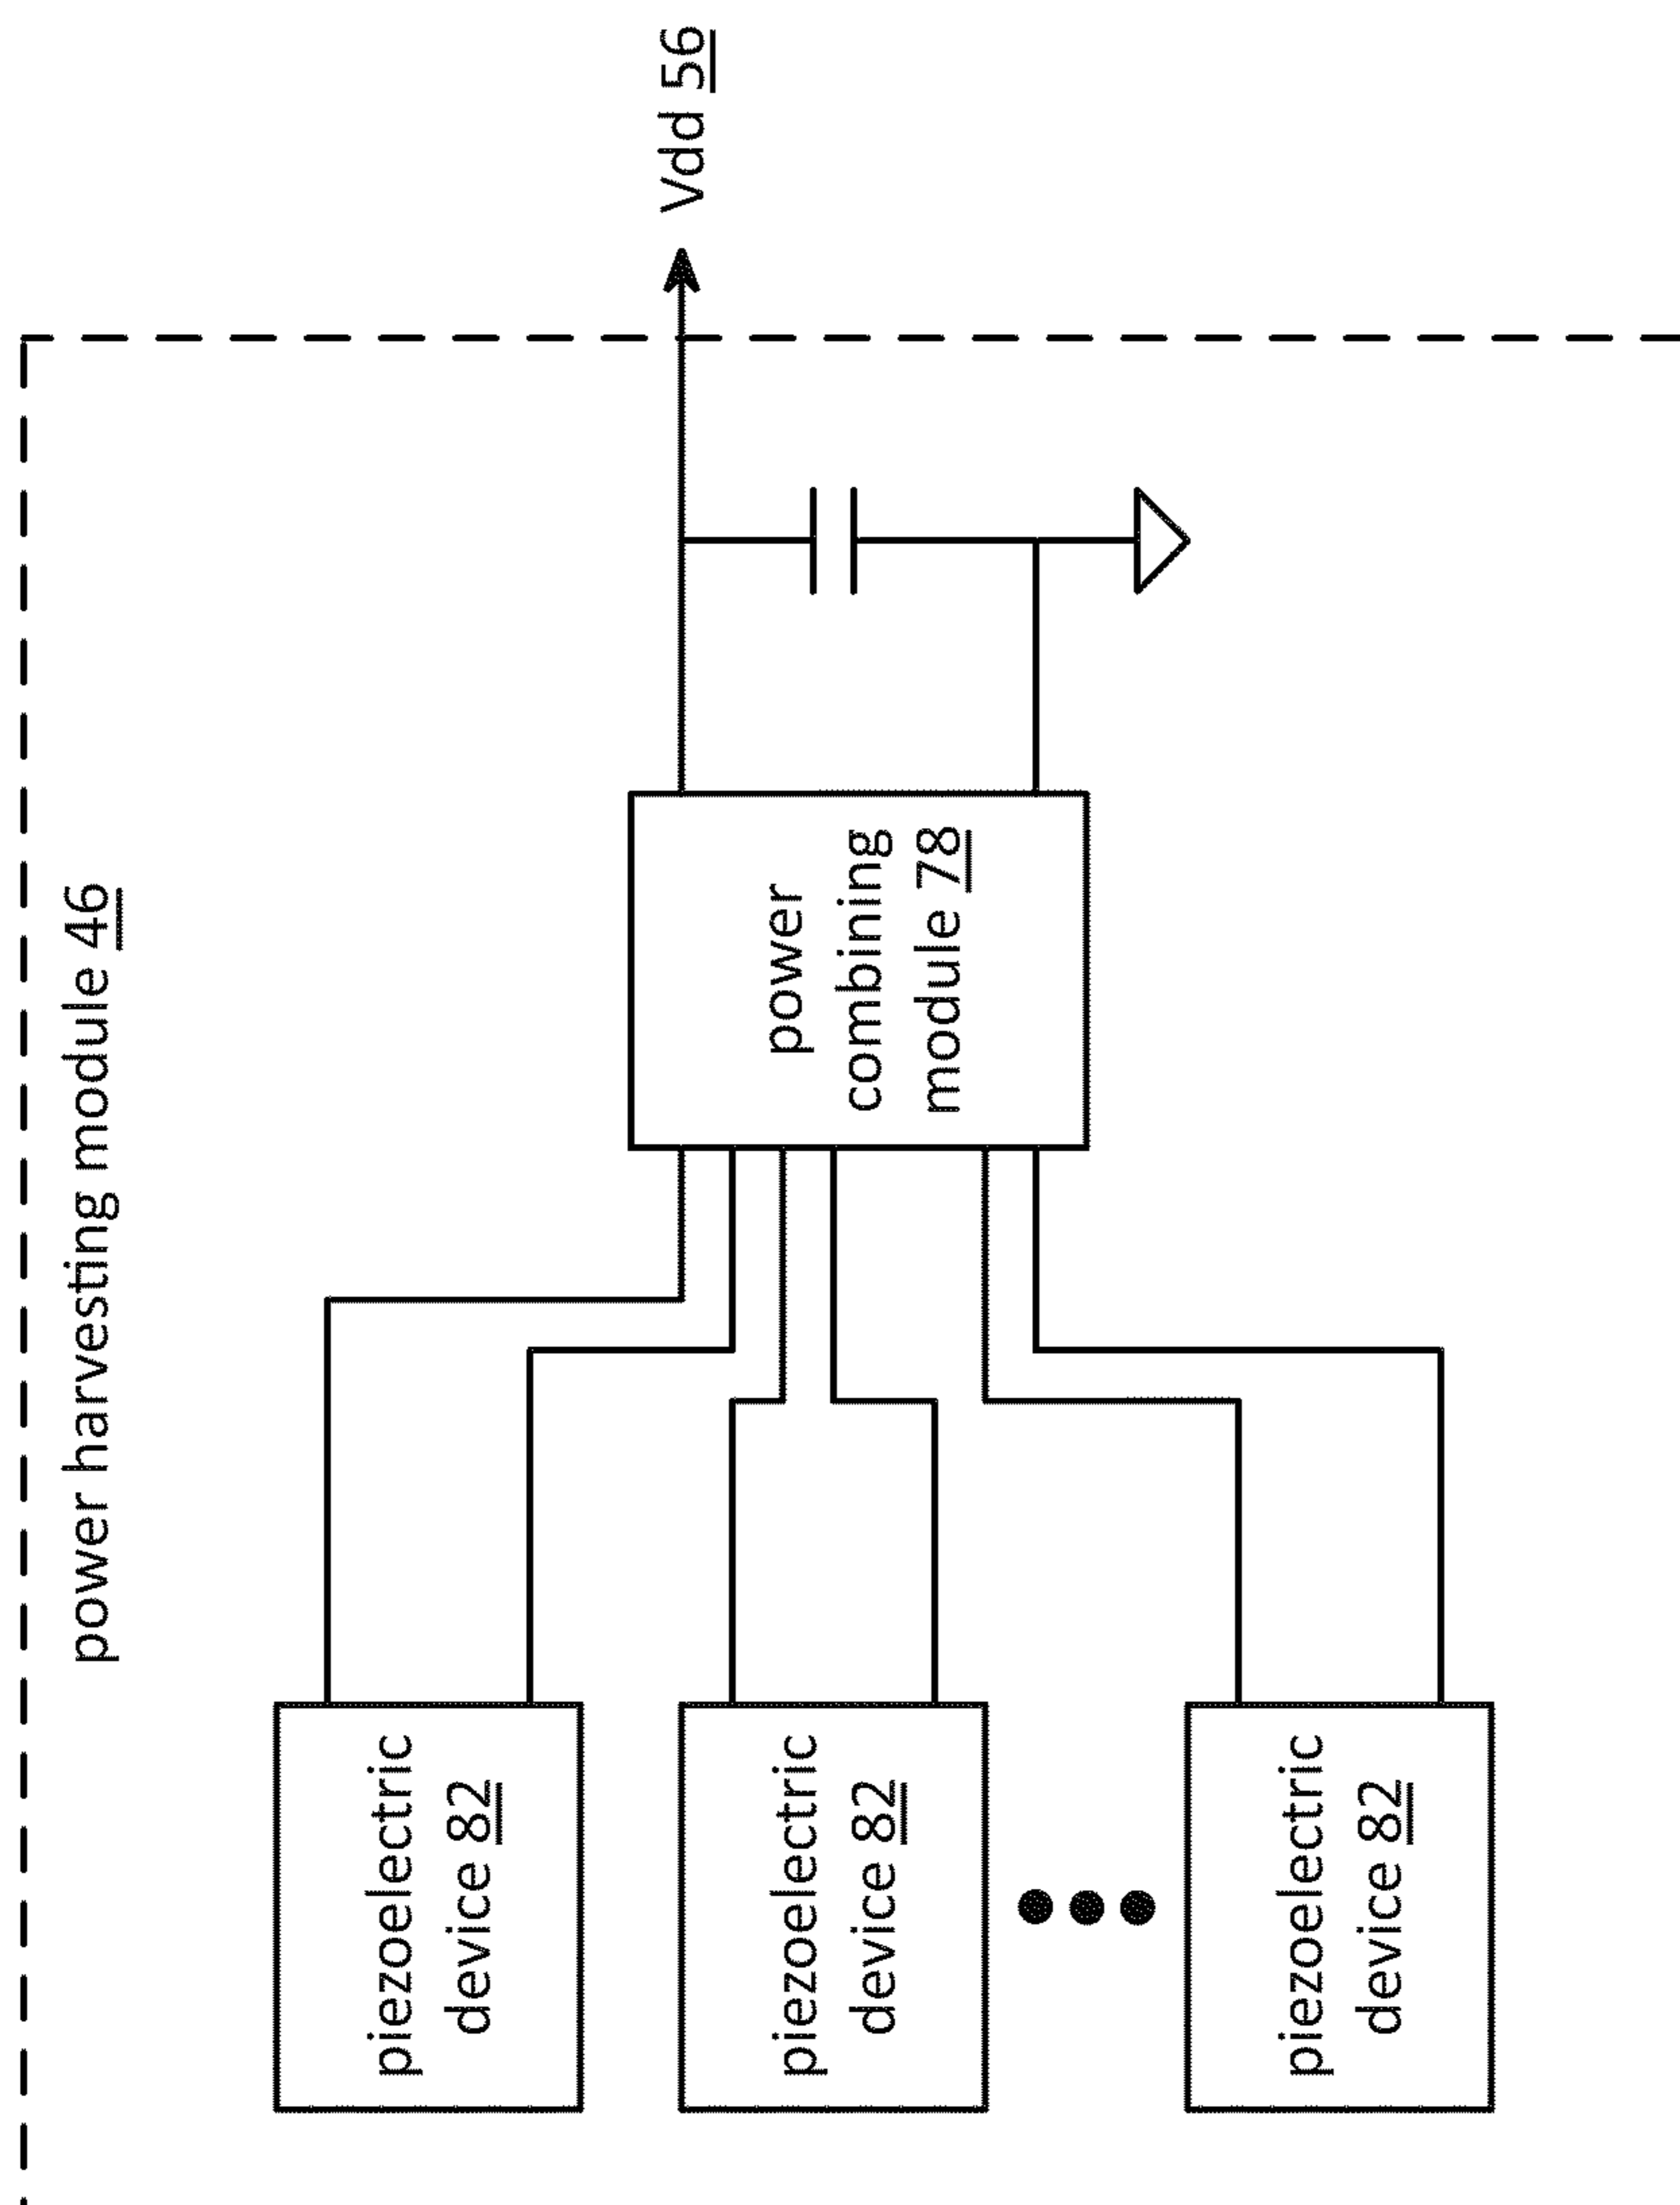 power harvesting module 46
piezoelectric
device 82
piezoelectric
device 82
piezoelectric
device 82
power
combining
module 78
Vdd 56